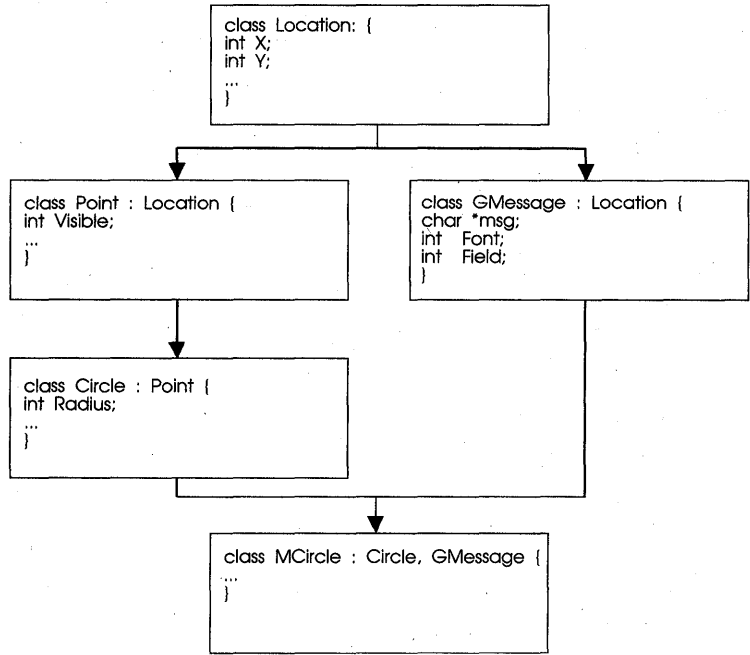 class Location: {
int X;
int Y;
...
}
class Point : Location {
int Visible;
...
}
class GMessage : Location {
char *msg;
int Font;
int Field;
}
class Circle : Point {
int Radius;
...
}
class MCircle : Circle, GMessage {
...
}